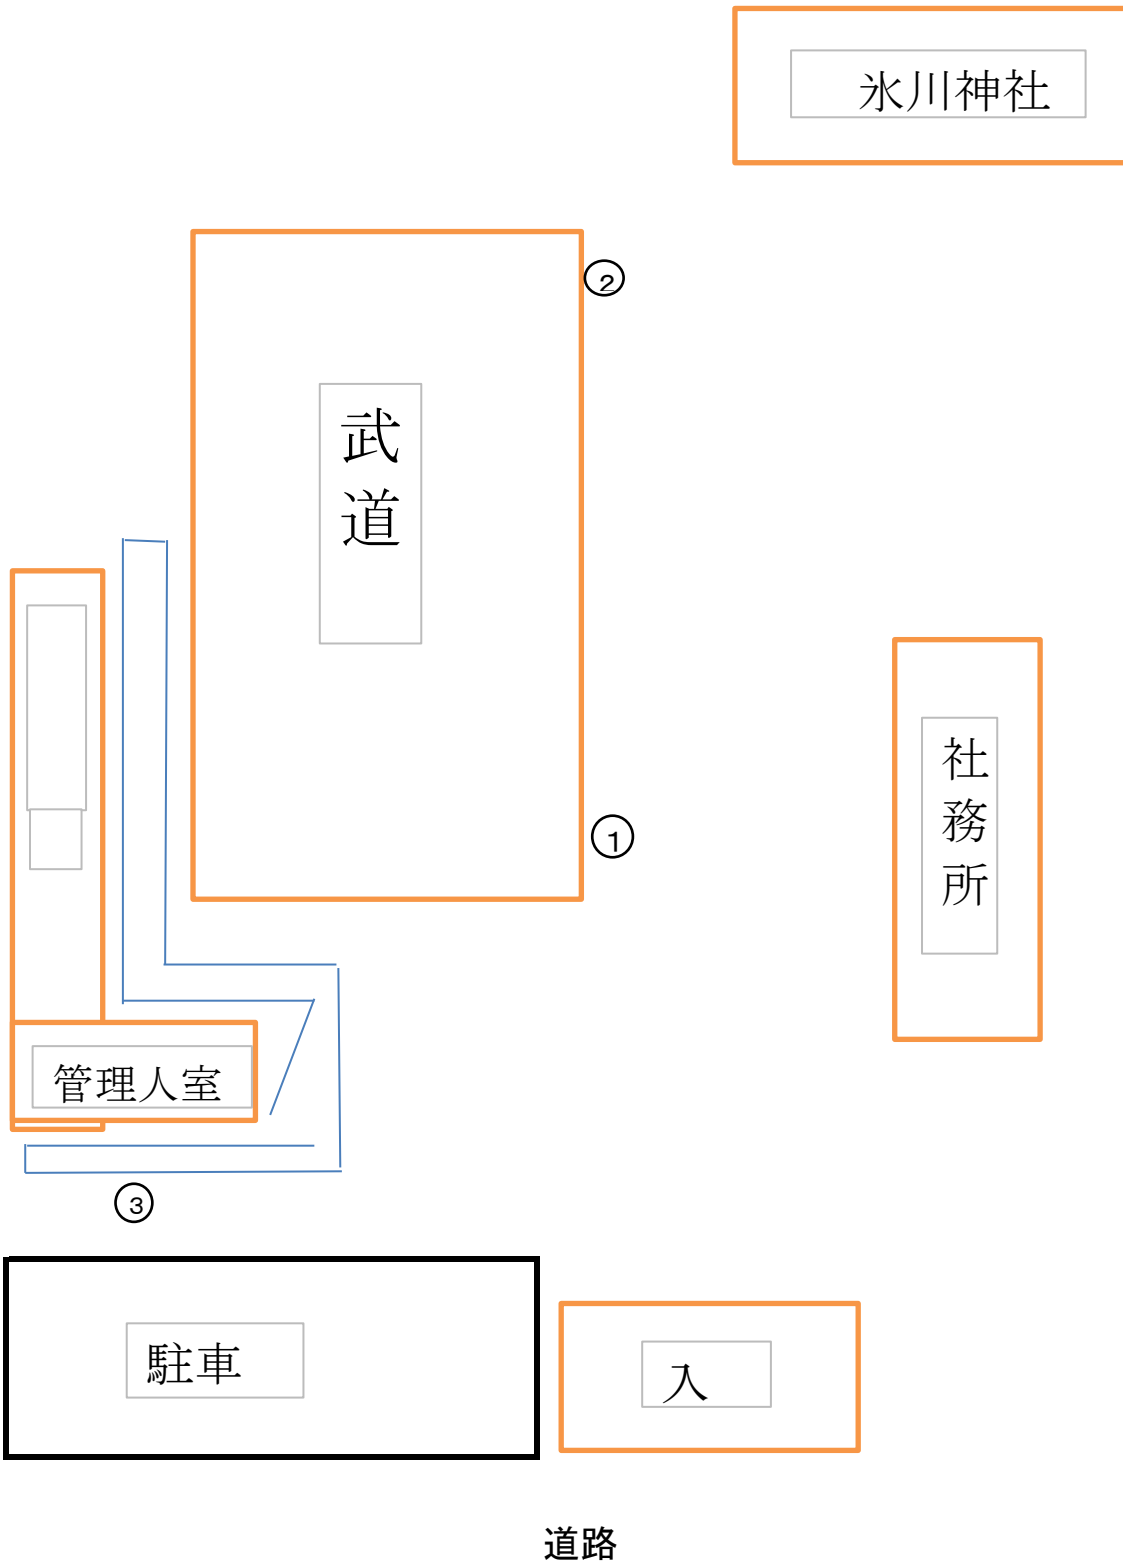 氷川神社
②
武
道
社
務
所
①
管理人室
③
駐車
入
道路